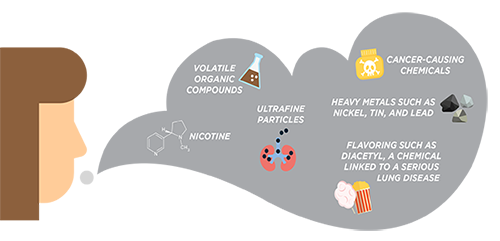 VOLATILE
ORGANIC
COMPOUNDS
CANCER-CAUSING
CHEMICALS
ULTRAFINE
PARTICLES
HEAVY METALS SUCH AS
NICKEL, TIN, AND LEAD
NICOTINE
FLAVORING SUCH AS
DIACETYL, A CHEMICAL
LINKED TO A SERIOUS
LUNG DISEASE